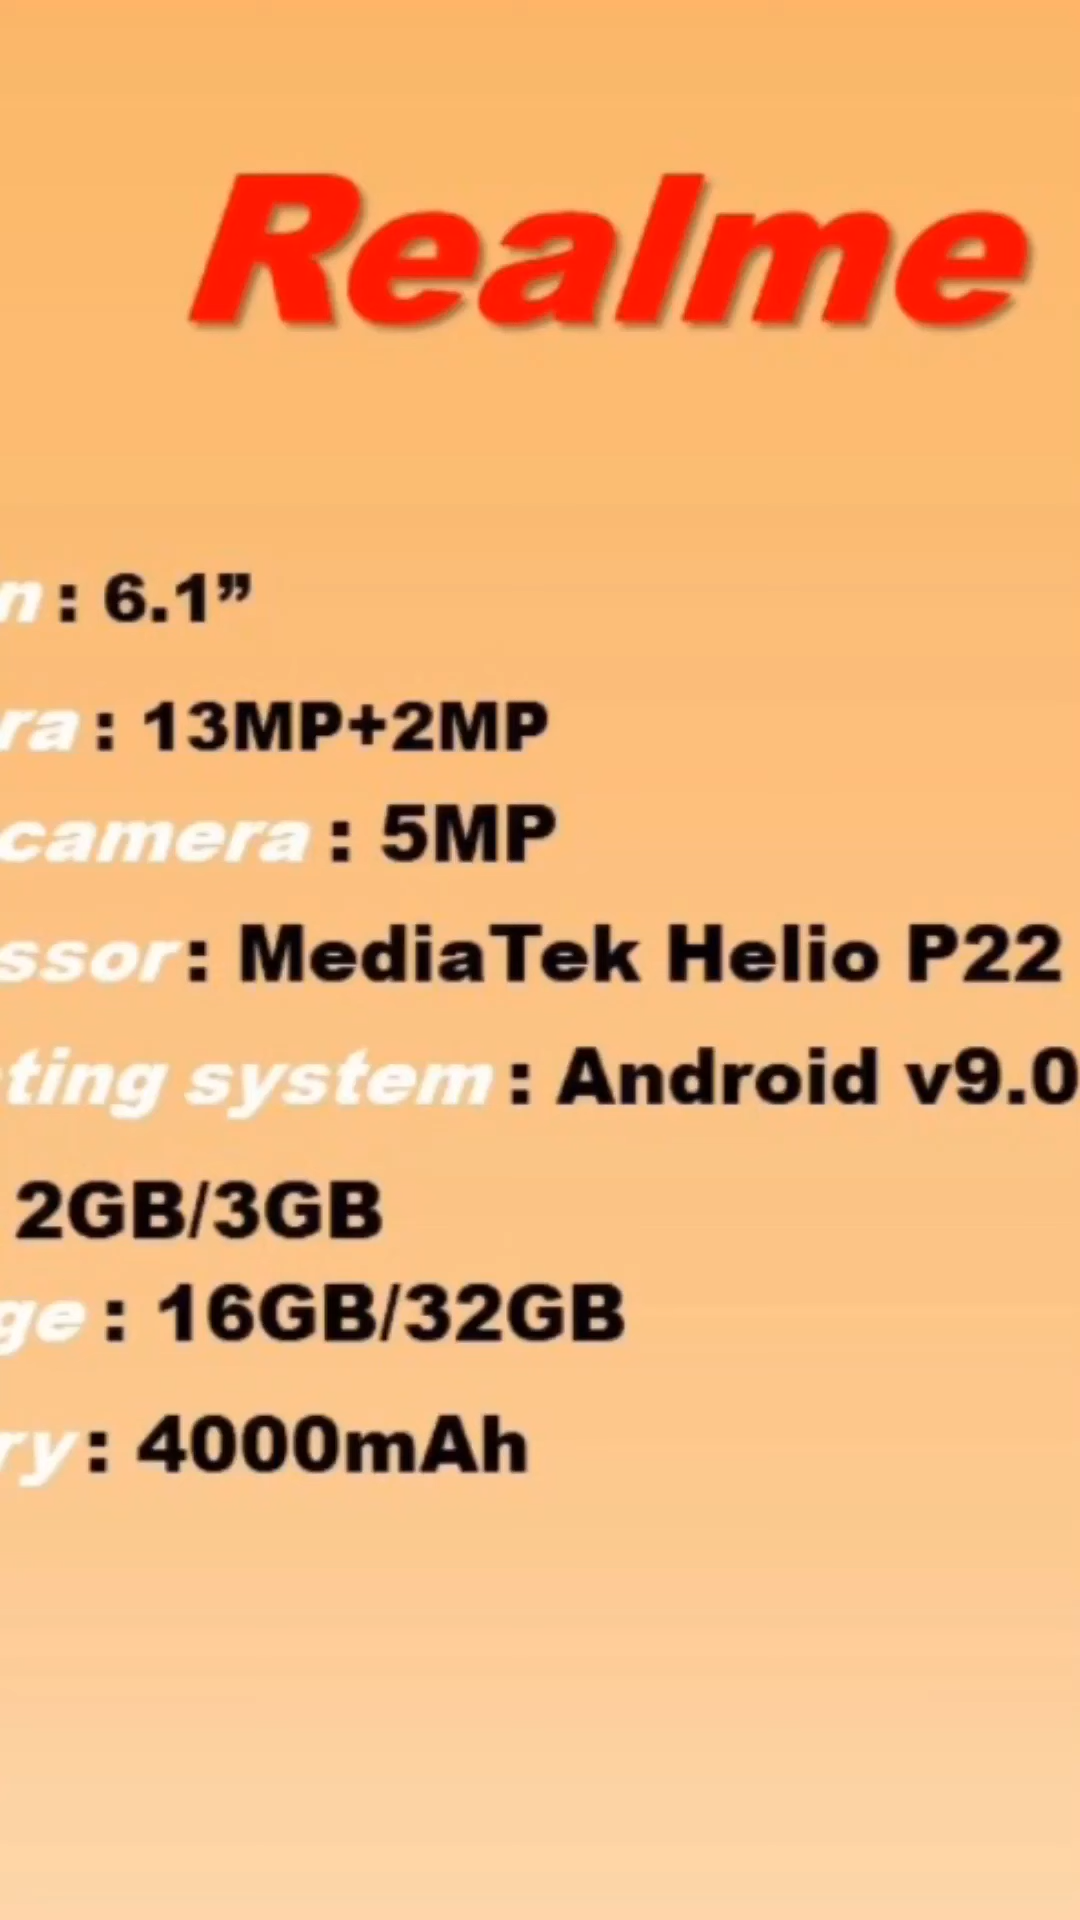 Realme
n : 6.1”
ra : 13MP+2MP
camera : 5MP
ssor : MediaTek Helio P22
ting system : Android v9.0
2GB/3GB
ge : 16GB/32GB
ry : 4000mAh